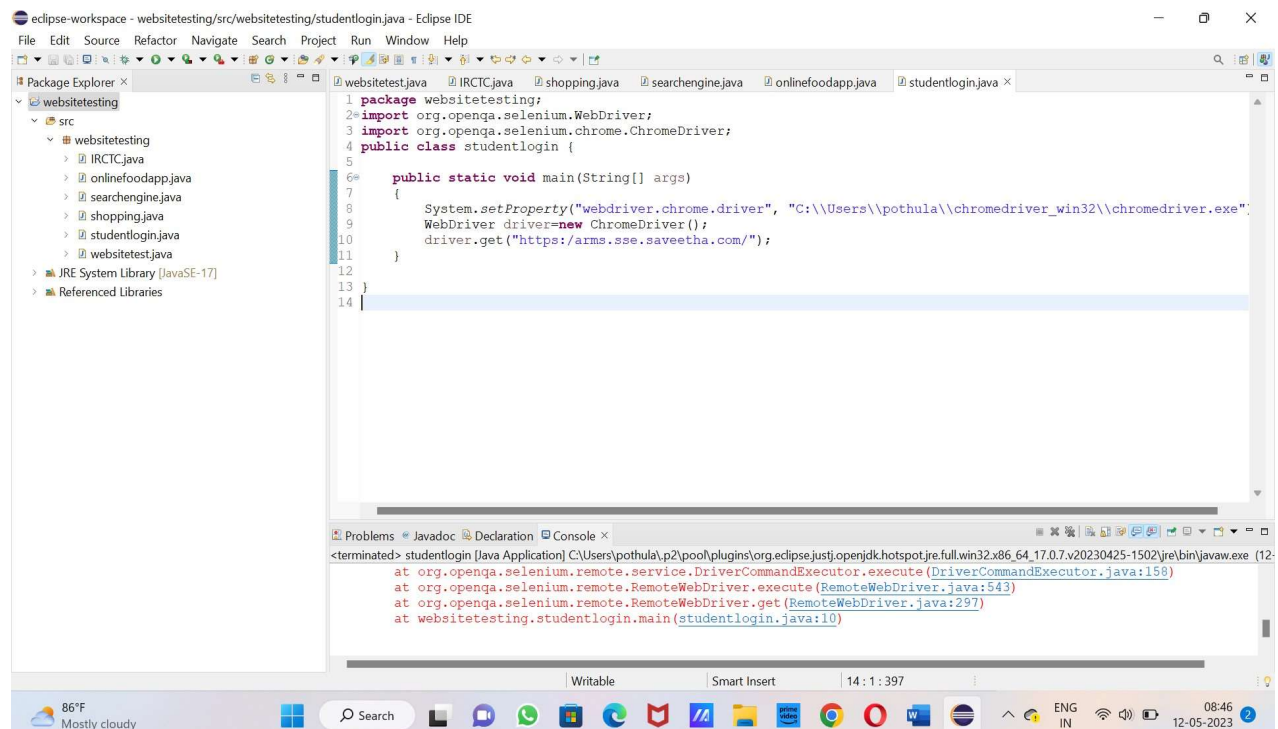 eclipse-workspace - websitetesting/src/websitetesting/studentlogin.java - Eclipse IDE
File Edit Source Refactor Navigate Search Project Run Window Help
Package Explorer
websitetesting
src
websitetesting
IRCTC.java
onlinefoodapp.java
searchengine.java
shopping.java
studentlogin.java
websitetest.java
JRE System Library [JavaSE-17]
Referenced Libraries
websitetest.java IRCTC.java shopping.java searchengine.java onlinefoodapp.java studentlogin.java
1 package websitetesting;
2 import org.openqa.selenium.WebDriver;
3 import org.openqa.selenium.chrome.ChromeDriver;
4 public class studentlogin {
5
6 public static void main(String[] args)
7 {
8 System.setProperty("webdriver.chrome.driver", "C:\\Users\\pothula\\chromedriver_win32\\chromedriver.exe"
9 WebDriver driver=new ChromeDriver();
10 driver.get("https:/arms.sse.saveetha.com/");
11 }
12
13 }
14
Problems Javadoc Declaration Console
<terminated> studentlogin [Java Application] C:\Users\pothula\.p2\pool\plugins\org.eclipse.justj.openjdk.hotspot.jre.full.win32.x86_64_17.0.7.v20230425-1502\jre\bin\javaw.exe (12-
at org.openqa.selenium.remote.service.DriverCommandExecutor.execute(DriverCommandExecutor.java:158)
at org.openqa.selenium.remote.RemoteWebDriver.execute(RemoteWebDriver.java:543)
at org.openqa.selenium.remote.RemoteWebDriver.get(RemoteWebDriver.java:297)
at websitetesting.studentlogin.main(studentlogin.java:10)
Writable Smart Insert 14 : 1 : 397
86°F
Mostly cloudy
Search
prime video
ENG
IN
08:46
12-05-2023
2